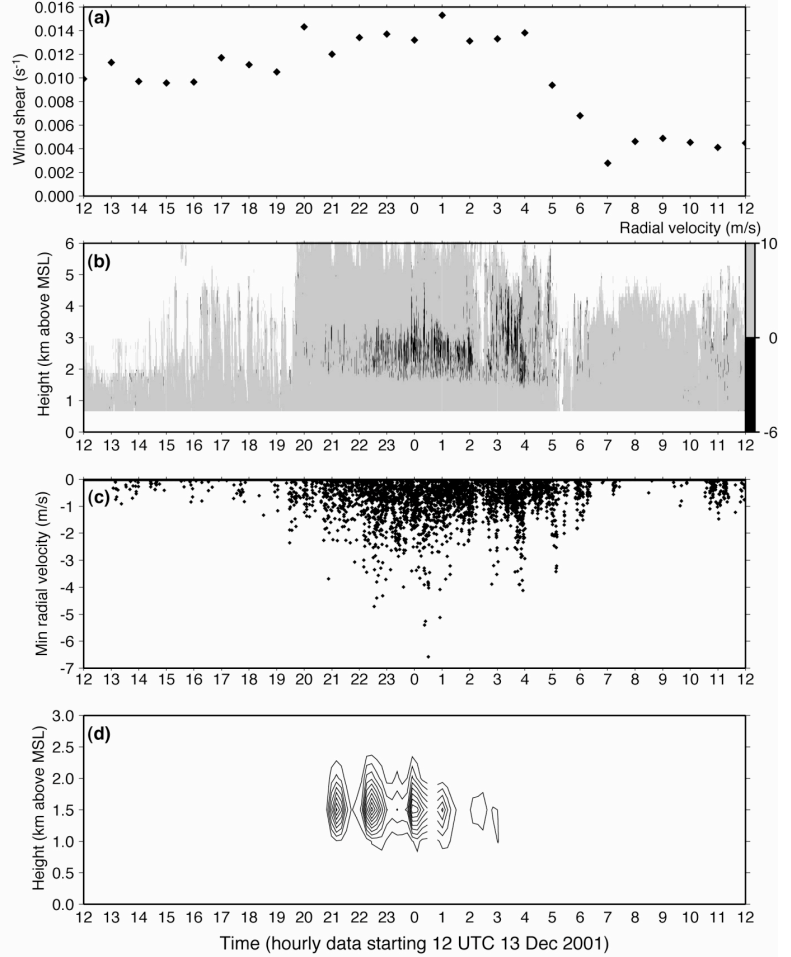 0.016
0.014
0.012
0.010
0.008
0.006
0.004
0.002
0.000
Wind shear (s-1)
(a)
12 13 14 15 16 17 18 19 20 21 22 23 0 1 2 3 4 5 6 7 8 9 10 11 12
Radial velocity (m/s)
6
5
4
3
2
1
0
Height (km above MSL)
(b)
10
0
-6
12 13 14 15 16 17 18 19 20 21 22 23 0 1 2 3 4 5 6 7 8 9 10 11 12
0
-1
-2
-3
-4
-5
-6
-7
Min radial velocity (m/s)
(c)
12 13 14 15 16 17 18 19 20 21 22 23 0 1 2 3 4 5 6 7 8 9 10 11 12
3.0
2.5
2.0
1.5
1.0
0.5
0.0
Height (km above MSL)
(d)
12 13 14 15 16 17 18 19 20 21 22 23 0 1 2 3 4 5 6 7 8 9 10 11 12
Time (hourly data starting 12 UTC 13 Dec 2001)